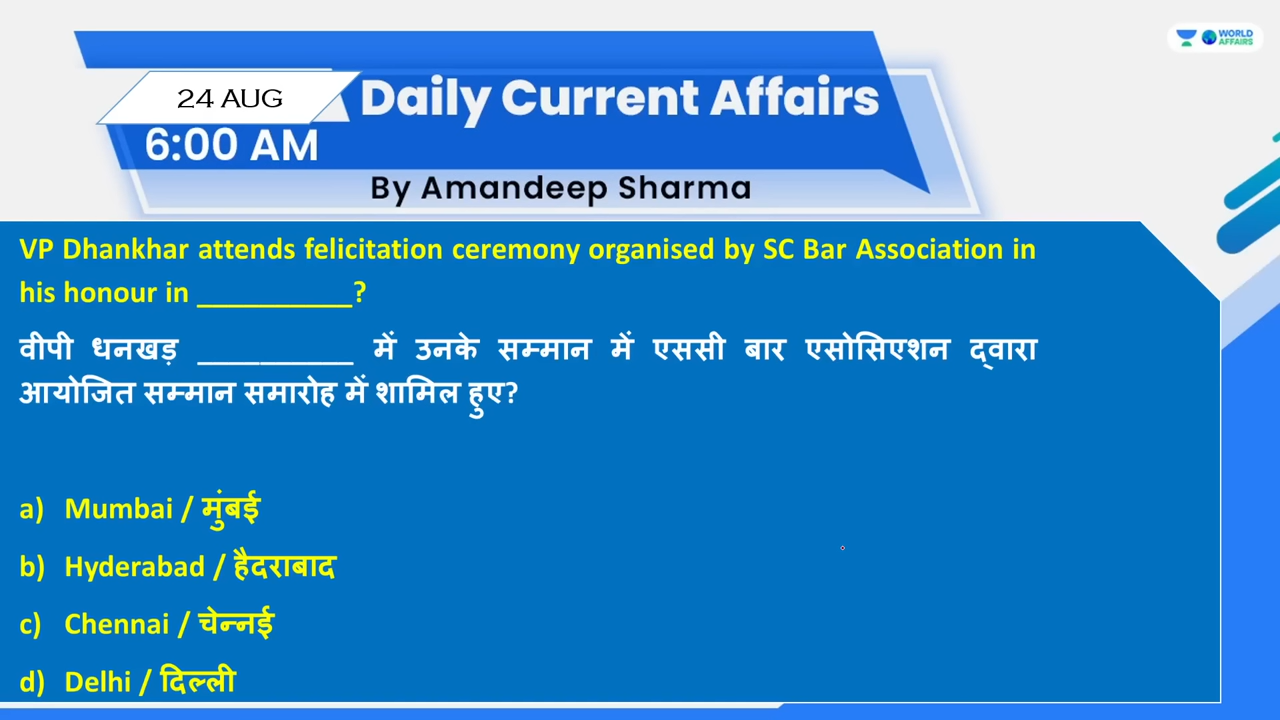 WORLD
AFFAIRS
24 AUG
Daily Current Affairs
6:00 AM
By Amandeep Sharma
VP Dhankhar attends felicitation ceremony organised by SC Bar Association in
his honour in __________?
वीपी धनखड़ __________ में उनके सम्मान में एससी बार एसोसिएशन द्वारा
आयोजित सम्मान समारोह में शामिल हुए?
a) Mumbai / मुंबई
b) Hyderabad / हैदराबाद
c) Chennai / चेन्नई
d) Delhi / दिल्ली